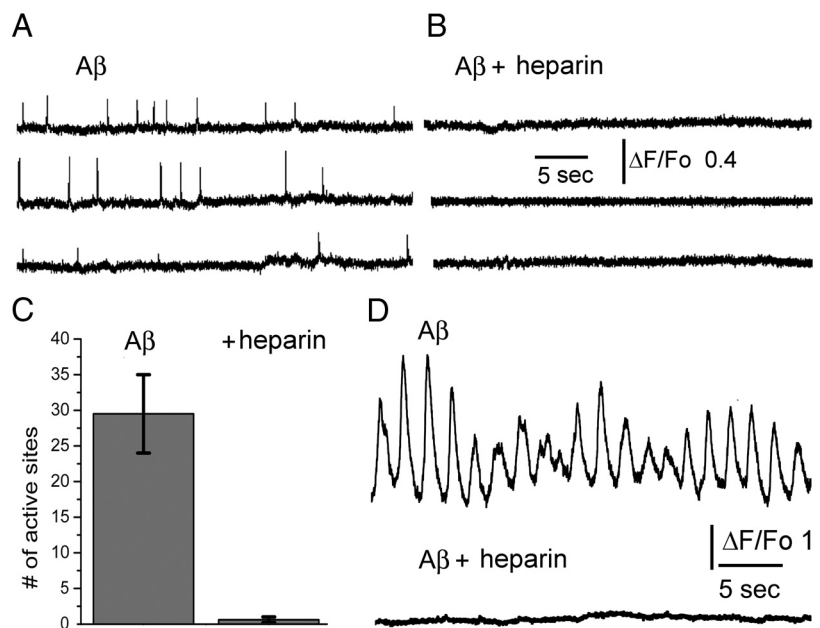 A
Aβ
B
Aβ + heparin
5 sec
ΔF/Fo 0.4
C
Aβ
+heparin
# of active sites
40
35
30
25
20
15
10
5
0
D
Aβ
Aβ + heparin
ΔF/Fo 1
5 sec